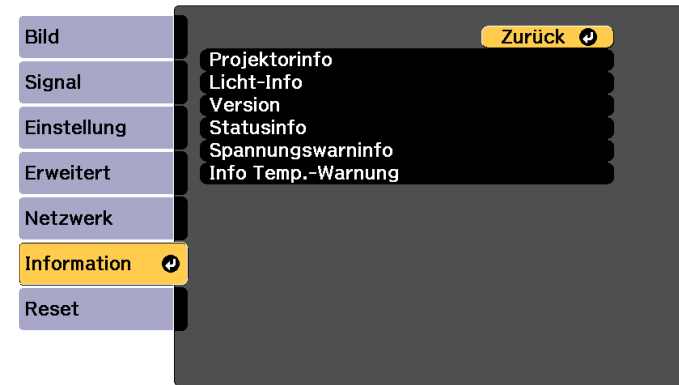 Bild
Signal
Einstellung
Erweitert
Netzwerk
Information
Reset
Zurück
Projektorinfo
Licht-Info
Version
Statusinfo
Spannungswarninfo
Info Temp.-Warnung